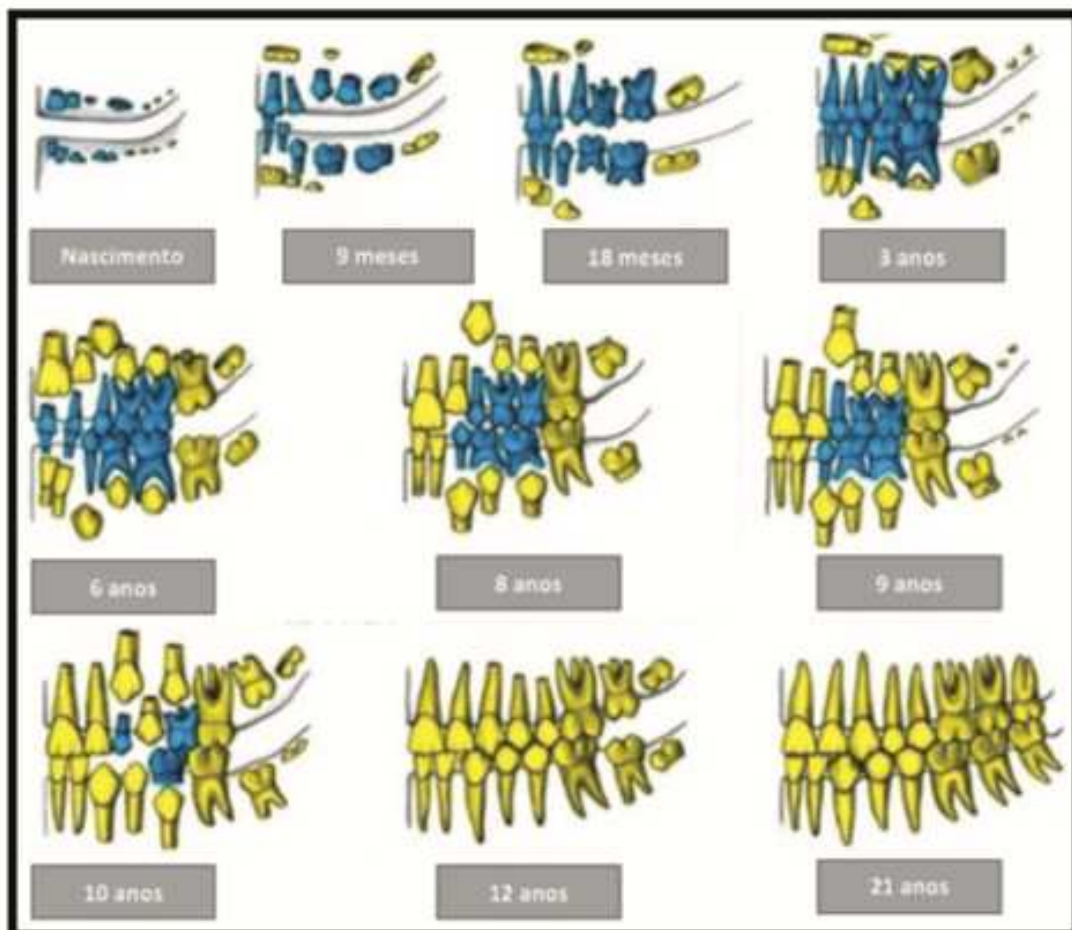 Nascimento
9 meses
18 meses
3 anos
6 anos
8 anos
9 anos
10 anos
12 anos
21 anos